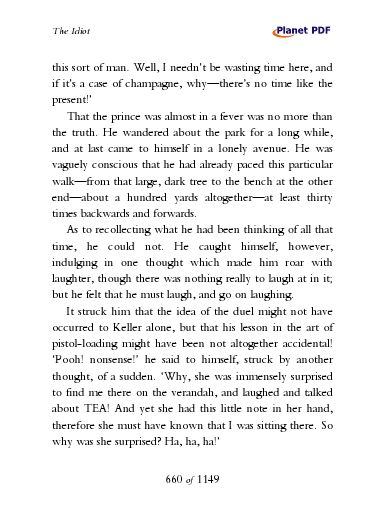 The Idiot
Planet PDF
this sort of man. Well, I needn't be wasting time here, and
if it's a case of champagne, why—there's no time like the
present!'
That the prince was almost in a fever was no more than
the truth. He wandered about the park for a long while,
and at last came to himself in a lonely avenue. He was
vaguely conscious that he had already paced this particular
walk—from that large, dark tree to the bench at the other
end—about a hundred yards altogether—at least thirty
times backwards and forwards.
As to recollecting what he had been thinking of all that
time, he could not. He caught himself, however,
indulging in one thought which made him roar with
laughter, though there was nothing really to laugh at in it;
but he felt that he must laugh, and go on laughing.
It struck him that the idea of the duel might not have
occurred to Keller alone, but that his lesson in the art of
pistol-loading might have been not altogether accidental!
'Pooh! nonsense!' he said to himself, struck by another
thought, of a sudden. 'Why, she was immensely surprised
to find me there on the verandah, and laughed and talked
about TEA! And yet she had this little note in her hand,
therefore she must have known that I was sitting there. So
why was she surprised? Ha, ha, ha!'
660 of 1149